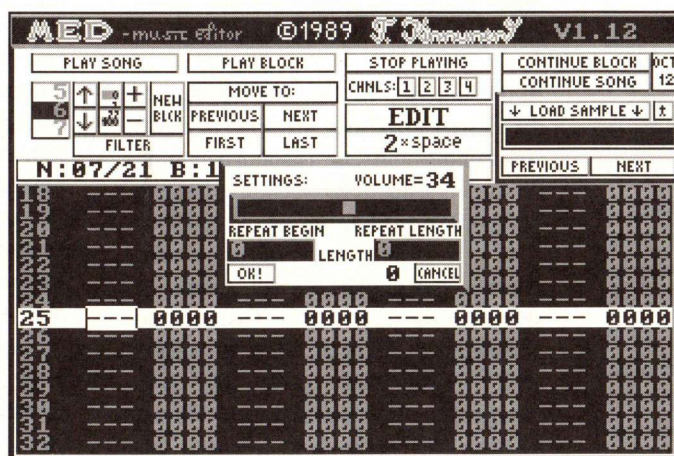 MED - music editor ©1989 V1.12
PLAY SONG PLAY BLOCK STOP PLAYING CONTINUE BLOCK OCT
CONTINUE SONG 12
5 6 7 + - NEW BLCK FILTER
MOVE TO:
PREVIOUS NEXT
FIRST LAST
CHNLS: 1 2 3 4
EDIT
2×space
↓ LOAD SAMPLE ↓
PREVIOUS NEXT
N:07/21 B:1
SETTINGS: VOLUME=34
REPEAT BEGIN REPEAT LENGTH
0 LENGTH 0
OK! 0 CANCEL
18 --- 0000 0000 --- 0000
19 --- 0000 0000 --- 0000
20 --- 0000 0000 --- 0000
21 --- 0000 0000 --- 0000
22 --- 0000 0000 --- 0000
23 --- 0000 0000 --- 0000
24 --- 0000 --- 0000 --- 0000 --- 0000
25 --- 0000 --- 0000 --- 0000 --- 0000
26 --- 0000 --- 0000 --- 0000 --- 0000
27 --- 0000 --- 0000 --- 0000 --- 0000
28 --- 0000 --- 0000 --- 0000 --- 0000
29 --- 0000 --- 0000 --- 0000 --- 0000
30 --- 0000 --- 0000 --- 0000 --- 0000
31 --- 0000 --- 0000 --- 0000 --- 0000
32 --- 0000 --- 0000 --- 0000 --- 0000